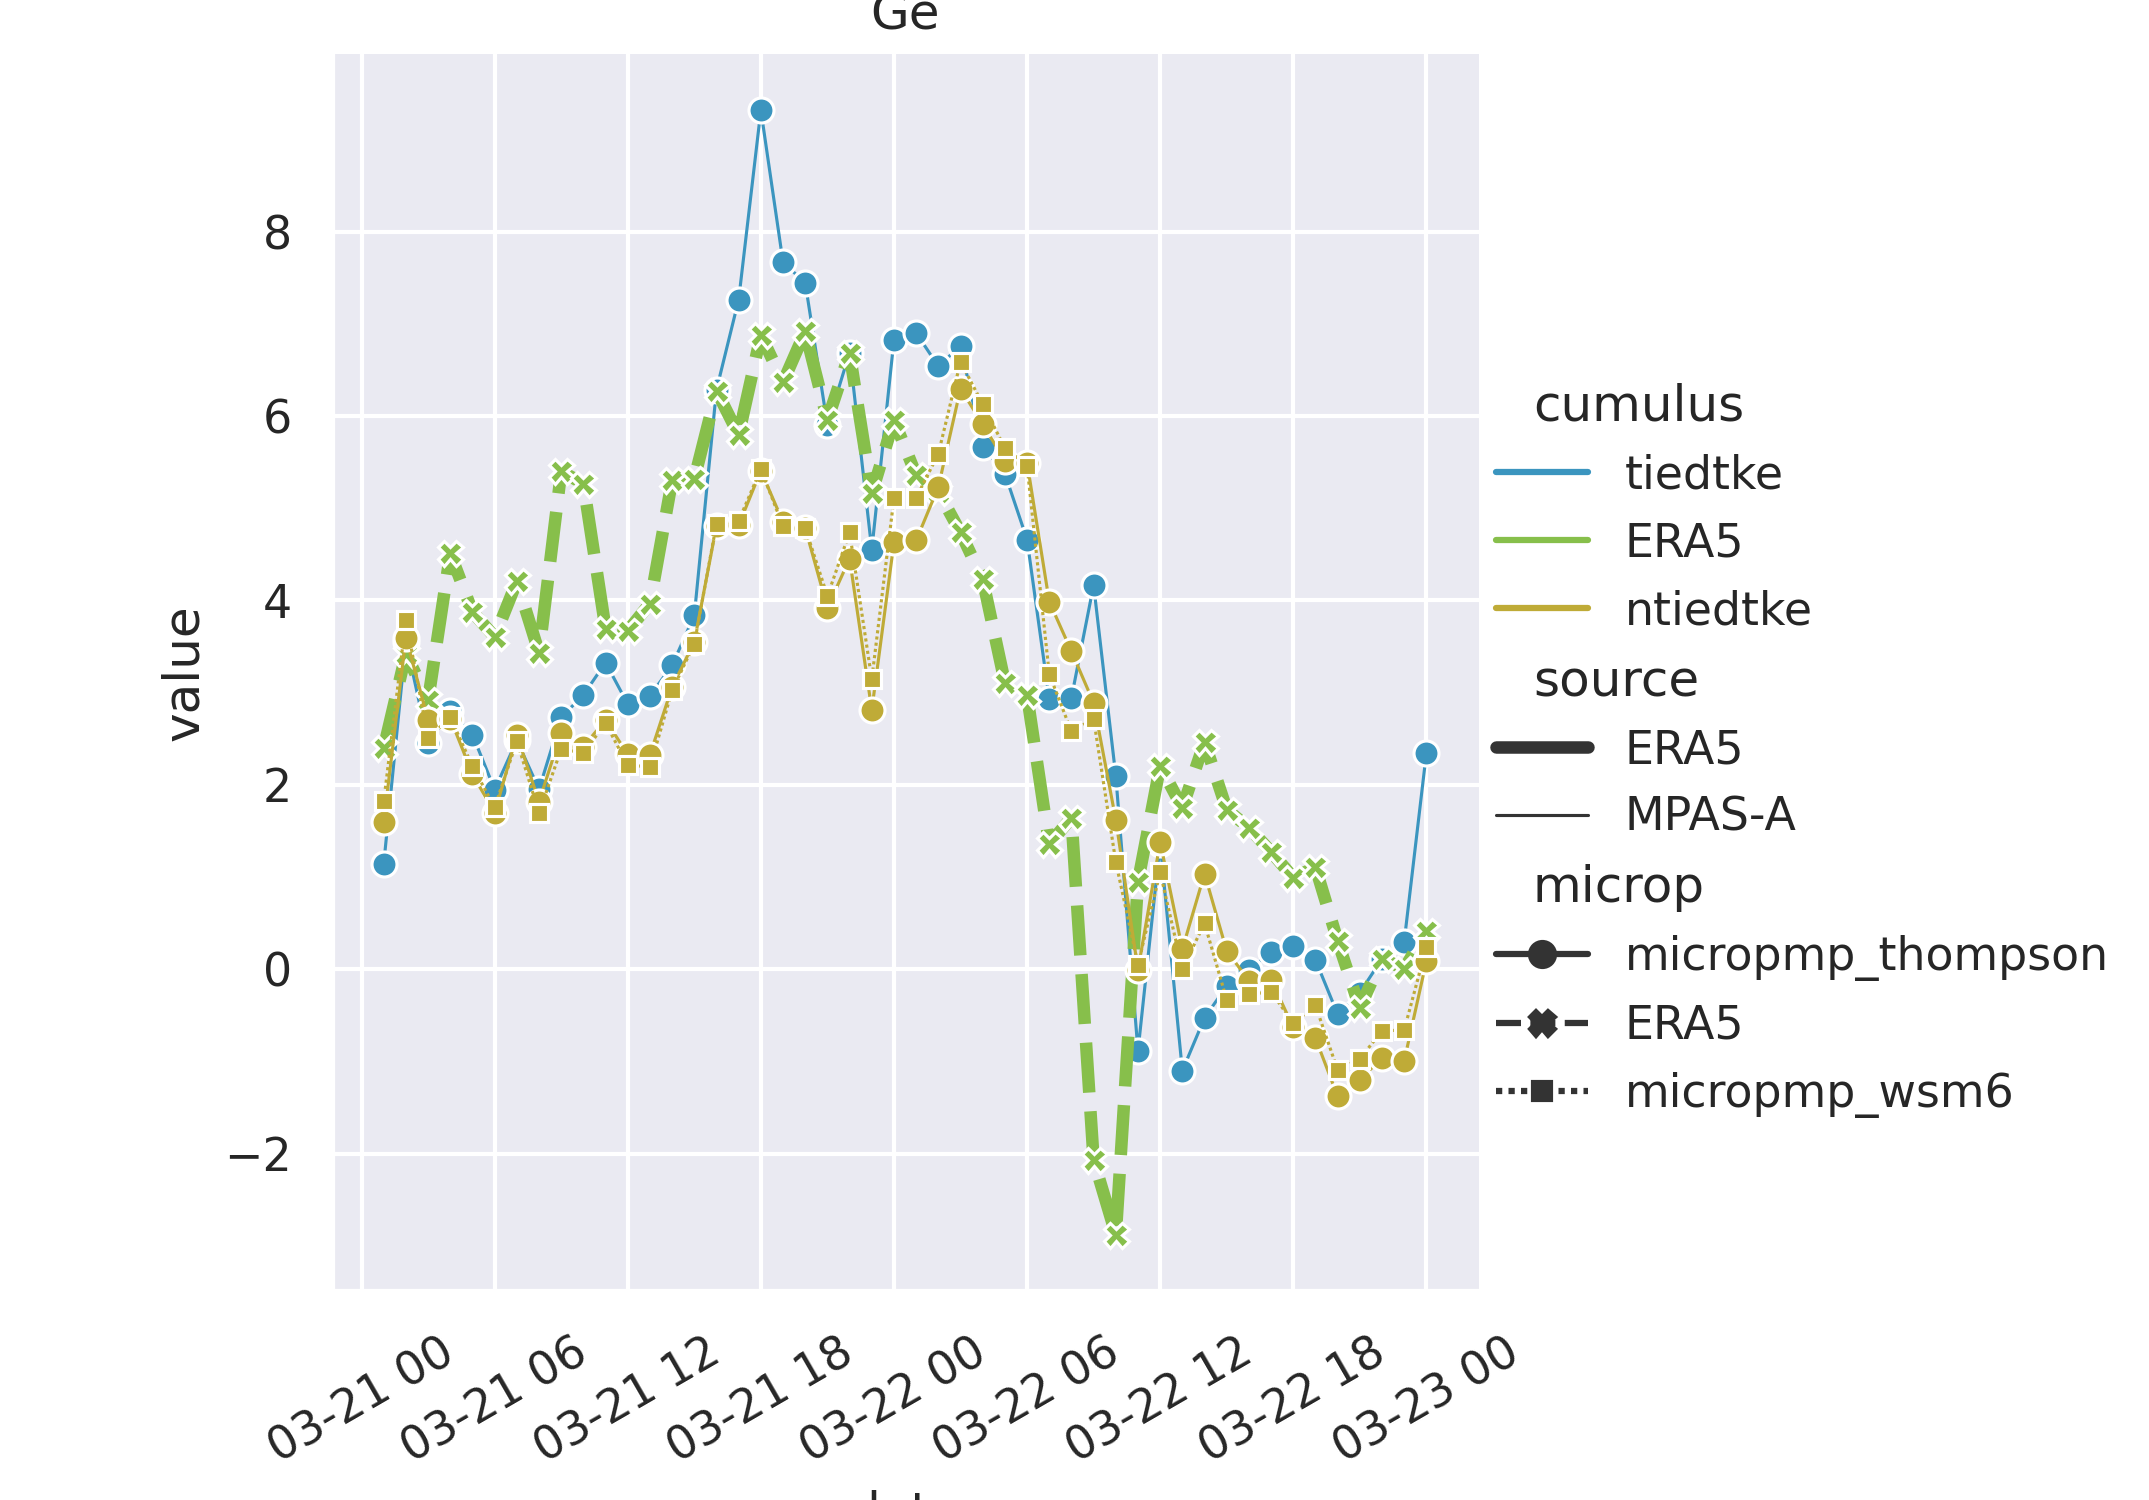 Ge
value
8
6
4
2
0
−2
03-21 00
03-21 06
03-21 12
03-21 18
03-22 00
03-22 06
03-22 12
03-22 18
03-23 00
cumulus
tiedtke
ERA5
ntiedtke
source
ERA5
MPAS-A
microp
micropmp_thompson
ERA5
micropmp_wsm6